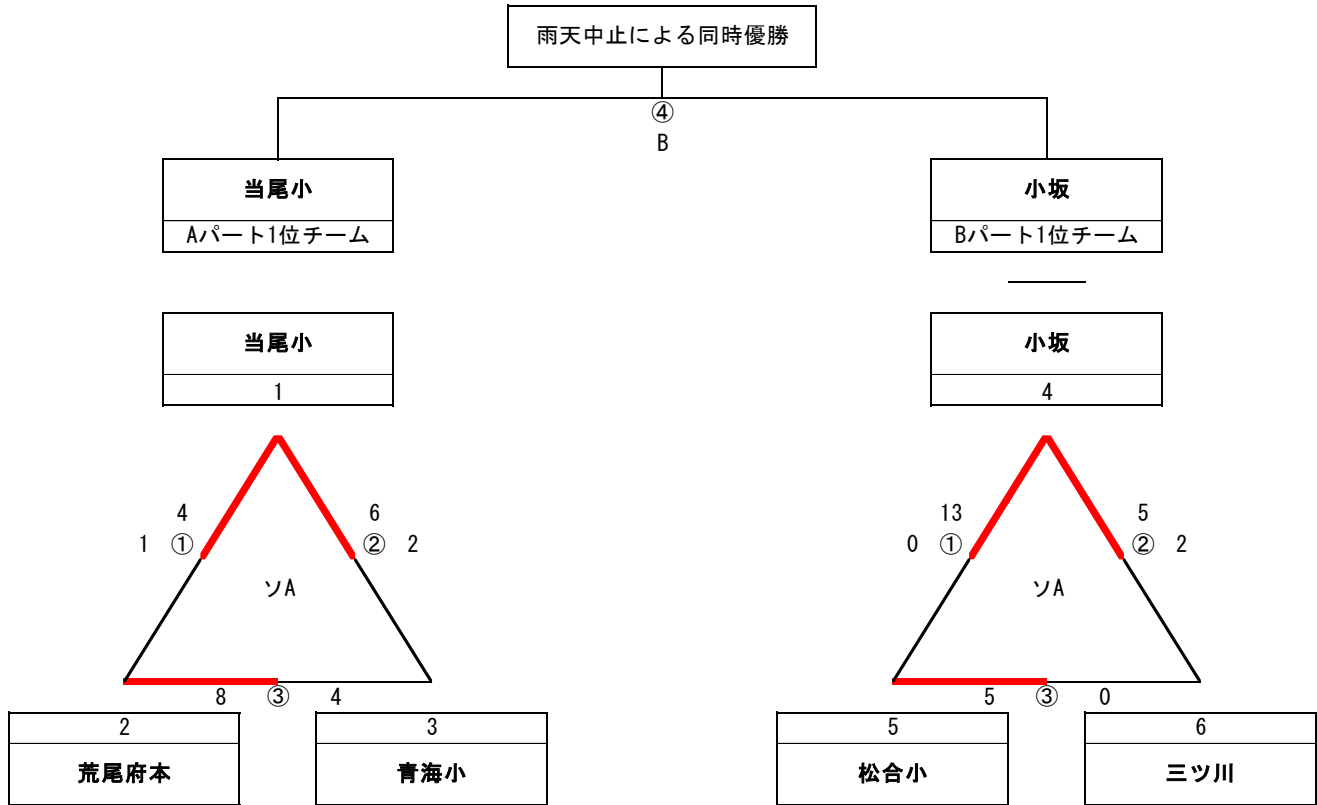 雨天中止による同時優勝
④
B
当尾小
Aパート1位チーム
小坂
Bパート1位チーム
当尾小
1
小坂
4
4 6
1 ① ② 2
ソA
8 ③ 4
13 5
0 ① ② 2
ソA
5 ③ 0
2
荒尾府本
3
青海小
5
松合小
6
三ツ川